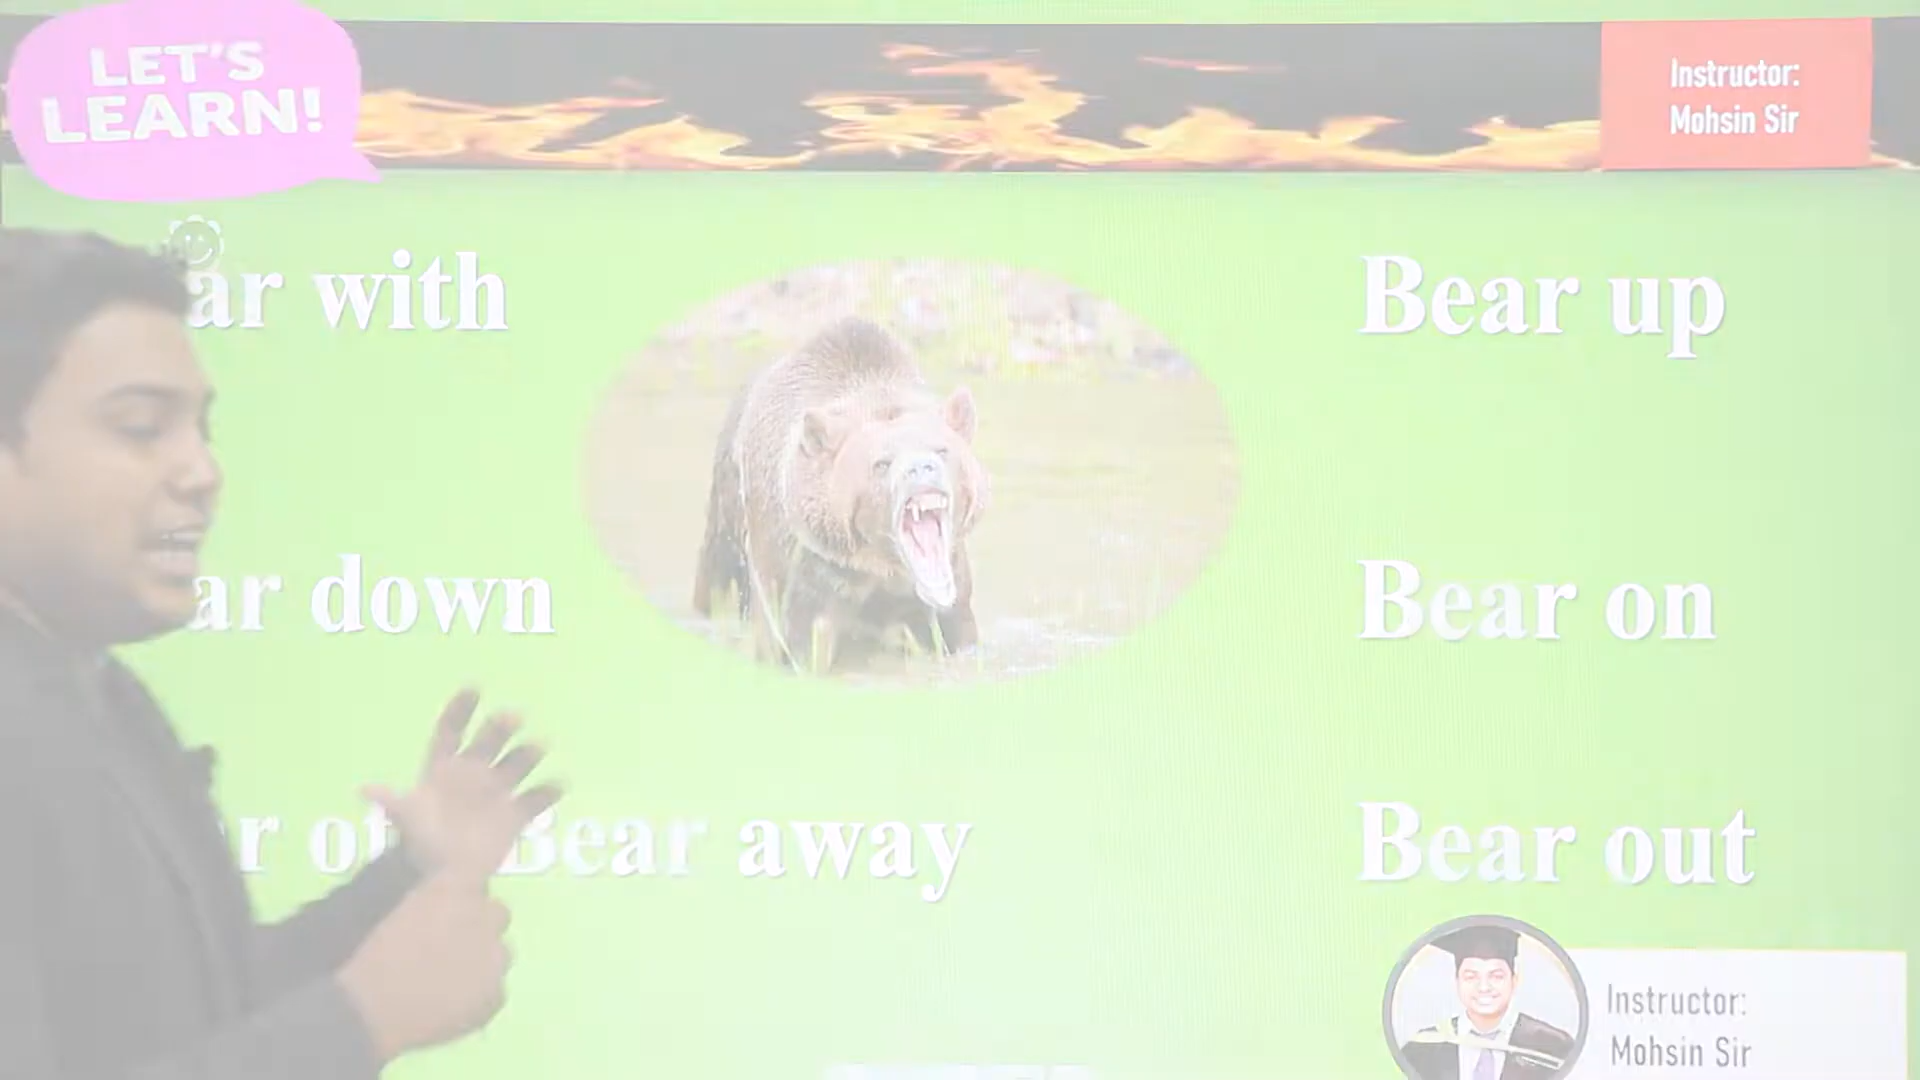 LET'S
LEARN!
Instructor:
Mohsin Sir
ar with
Bear up
ar down
Bear on
r of Bear away
Bear out
Instructor:
Mohsin Sir